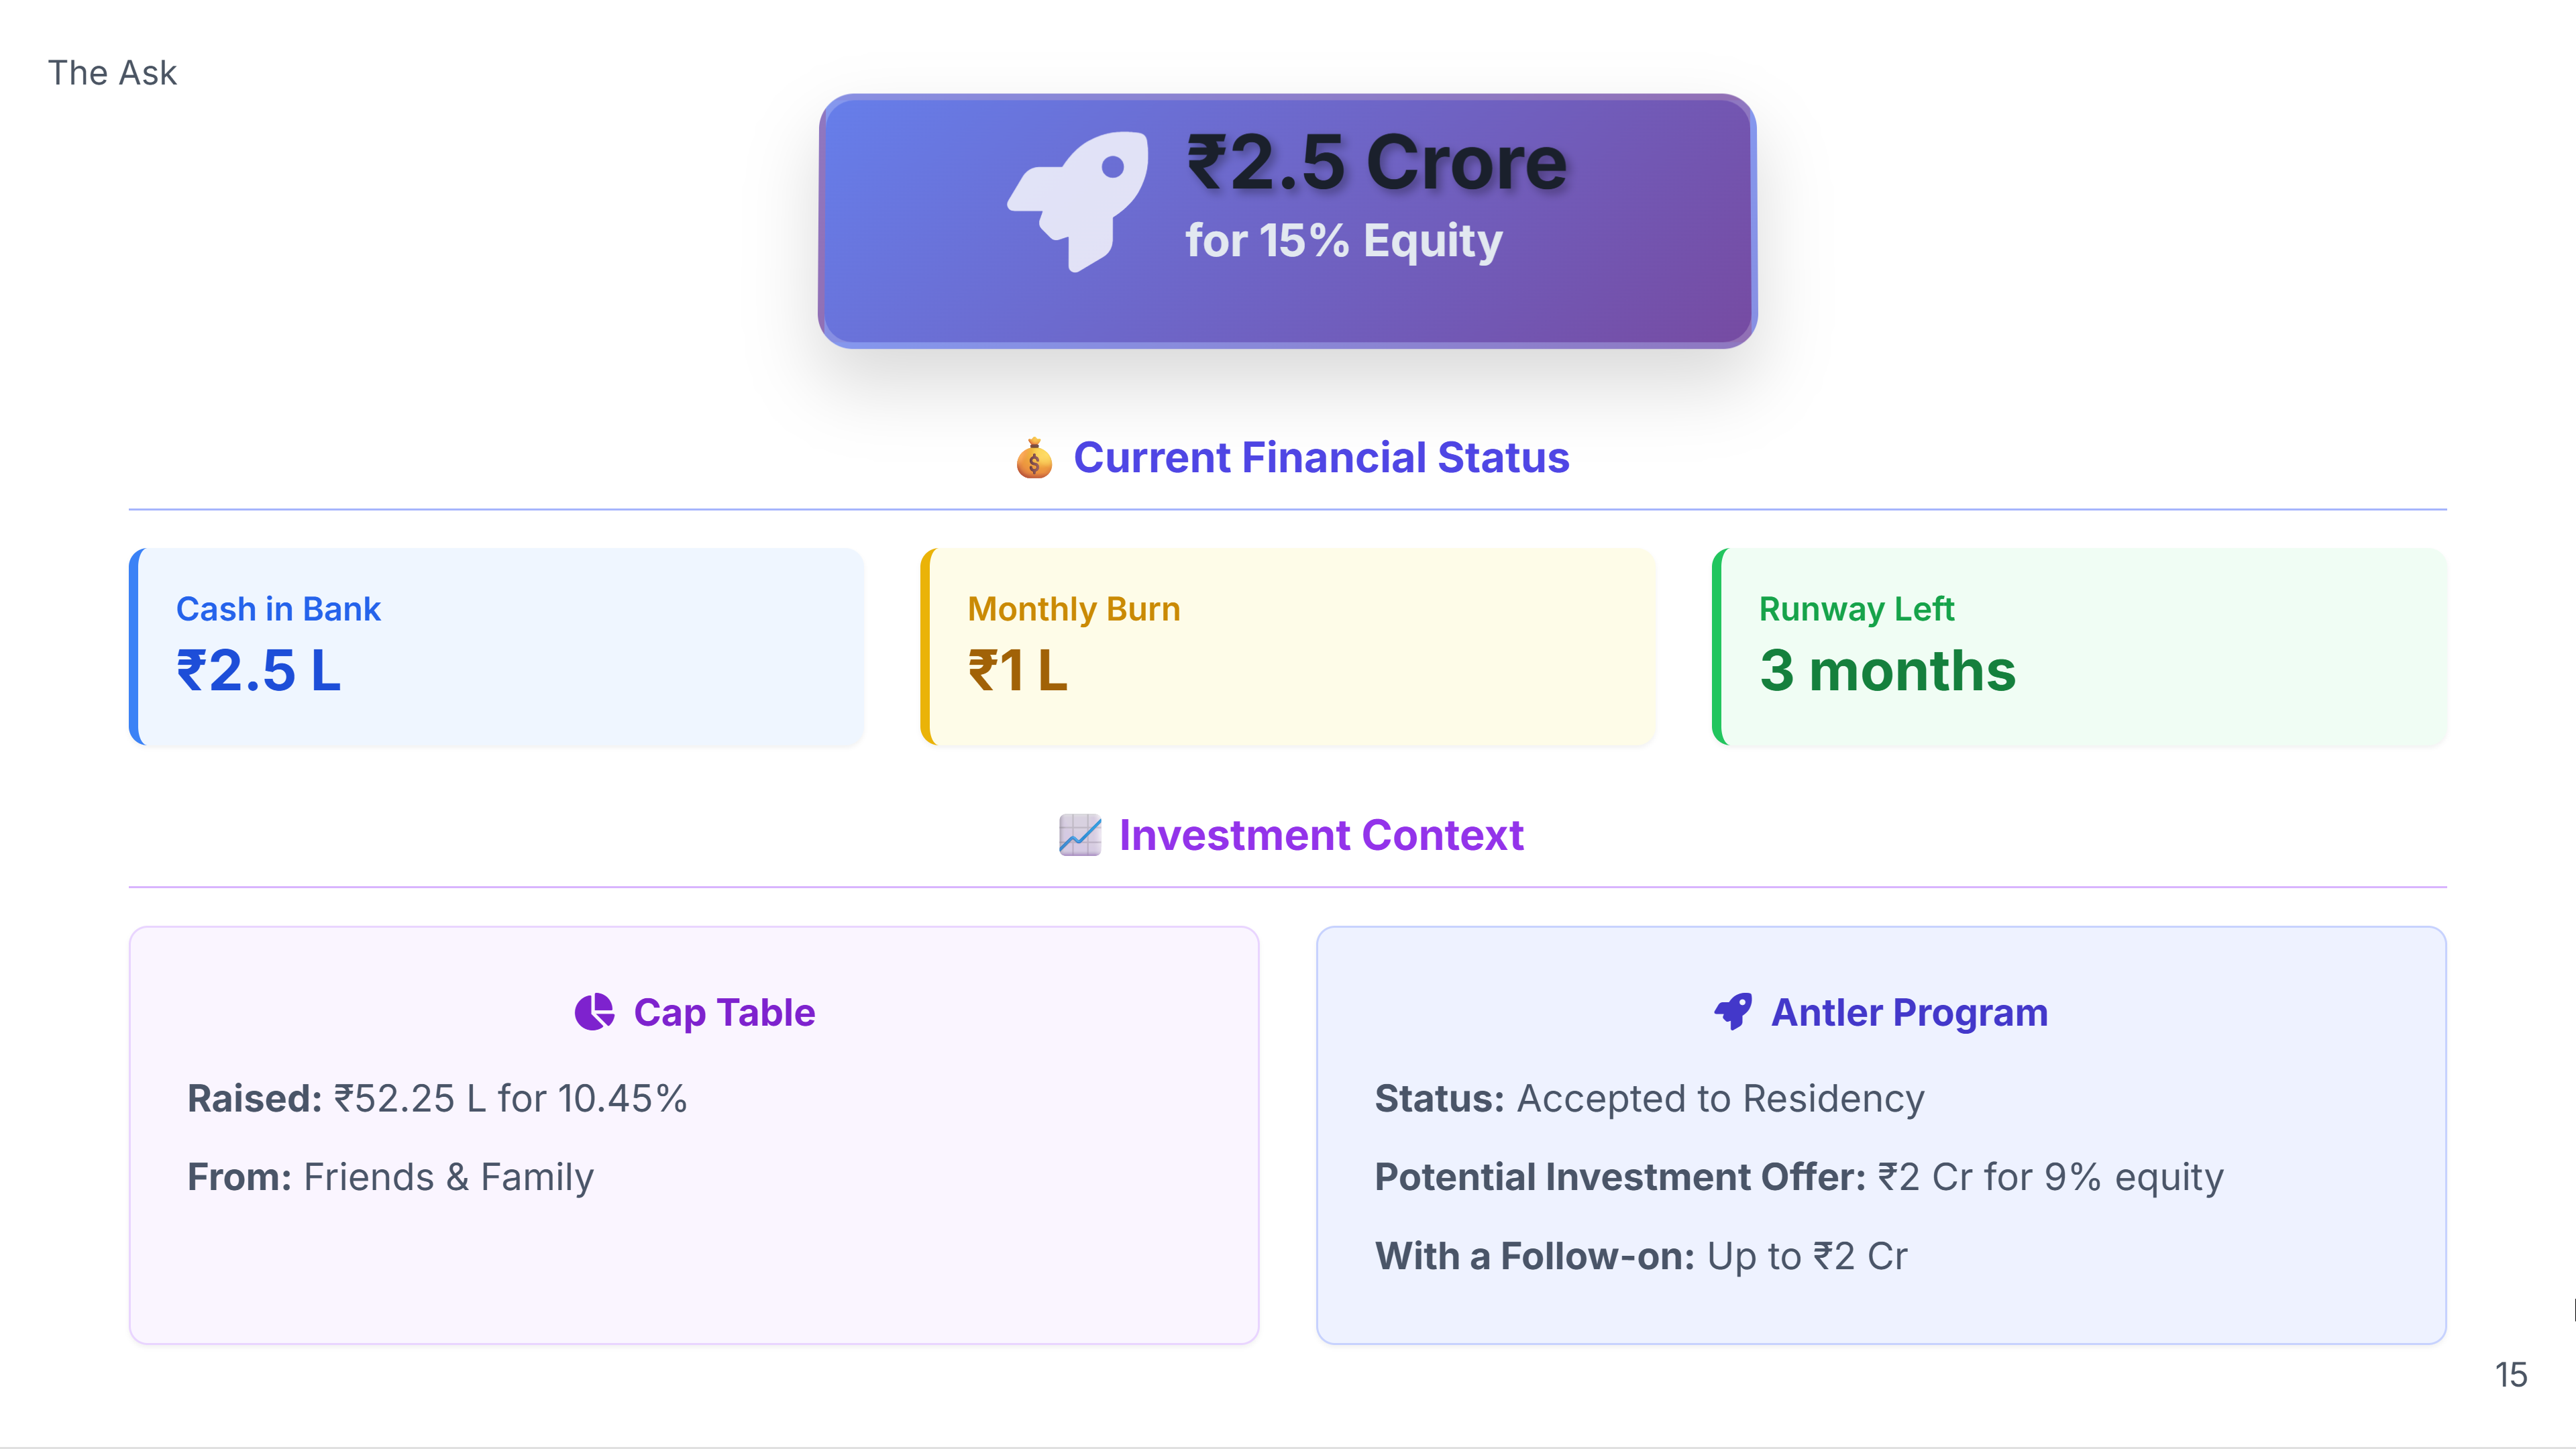 The Ask
₹2.5 Crore
for 15% Equity
💰 Current Financial Status
Cash in Bank
₹2.5 L
Monthly Burn
₹1 L
Runway Left
3 months
📈 Investment Context
Cap Table
Raised: ₹52.25 L for 10.45%
From: Friends & Family
Antler Program
Status: Accepted to Residency
Potential Investment Offer: ₹2 Cr for 9% equity
With a Follow-on: Up to ₹2 Cr
15